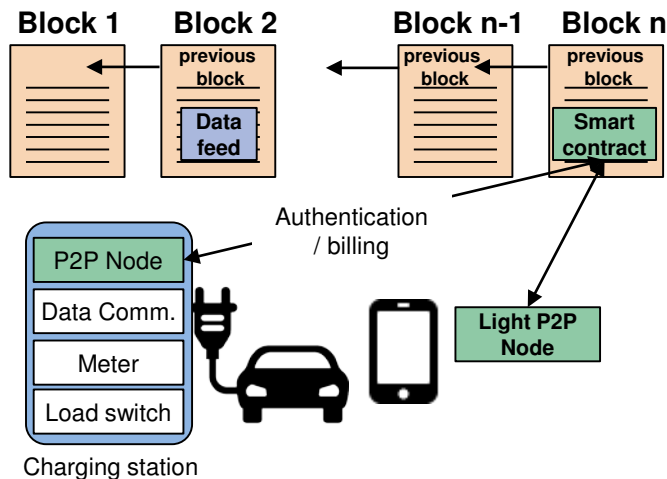 Block 1
Block 2
Block n-1
Block n
previous
block
previous
block
previous
block
Data
feed
Smart
contract
Authentication
/ billing
P2P Node
Data Comm.
Meter
Load switch
Light P2P
Node
Charging station